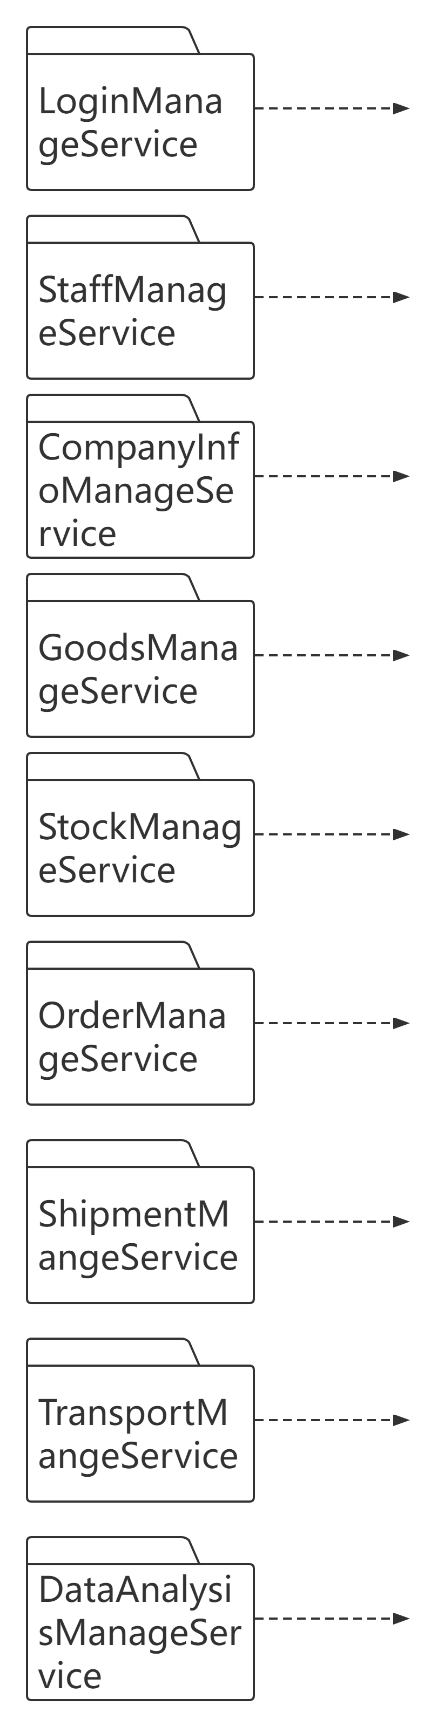 LoginMana
geService
StaffManag
eService
CompanyInf
oManageSe
rvice
GoodsMana
geService
StockManag
eService
OrderMana
geService
ShipmentM
angeService
TransportM
angeService
DataAnalysi
sManageSer
vice